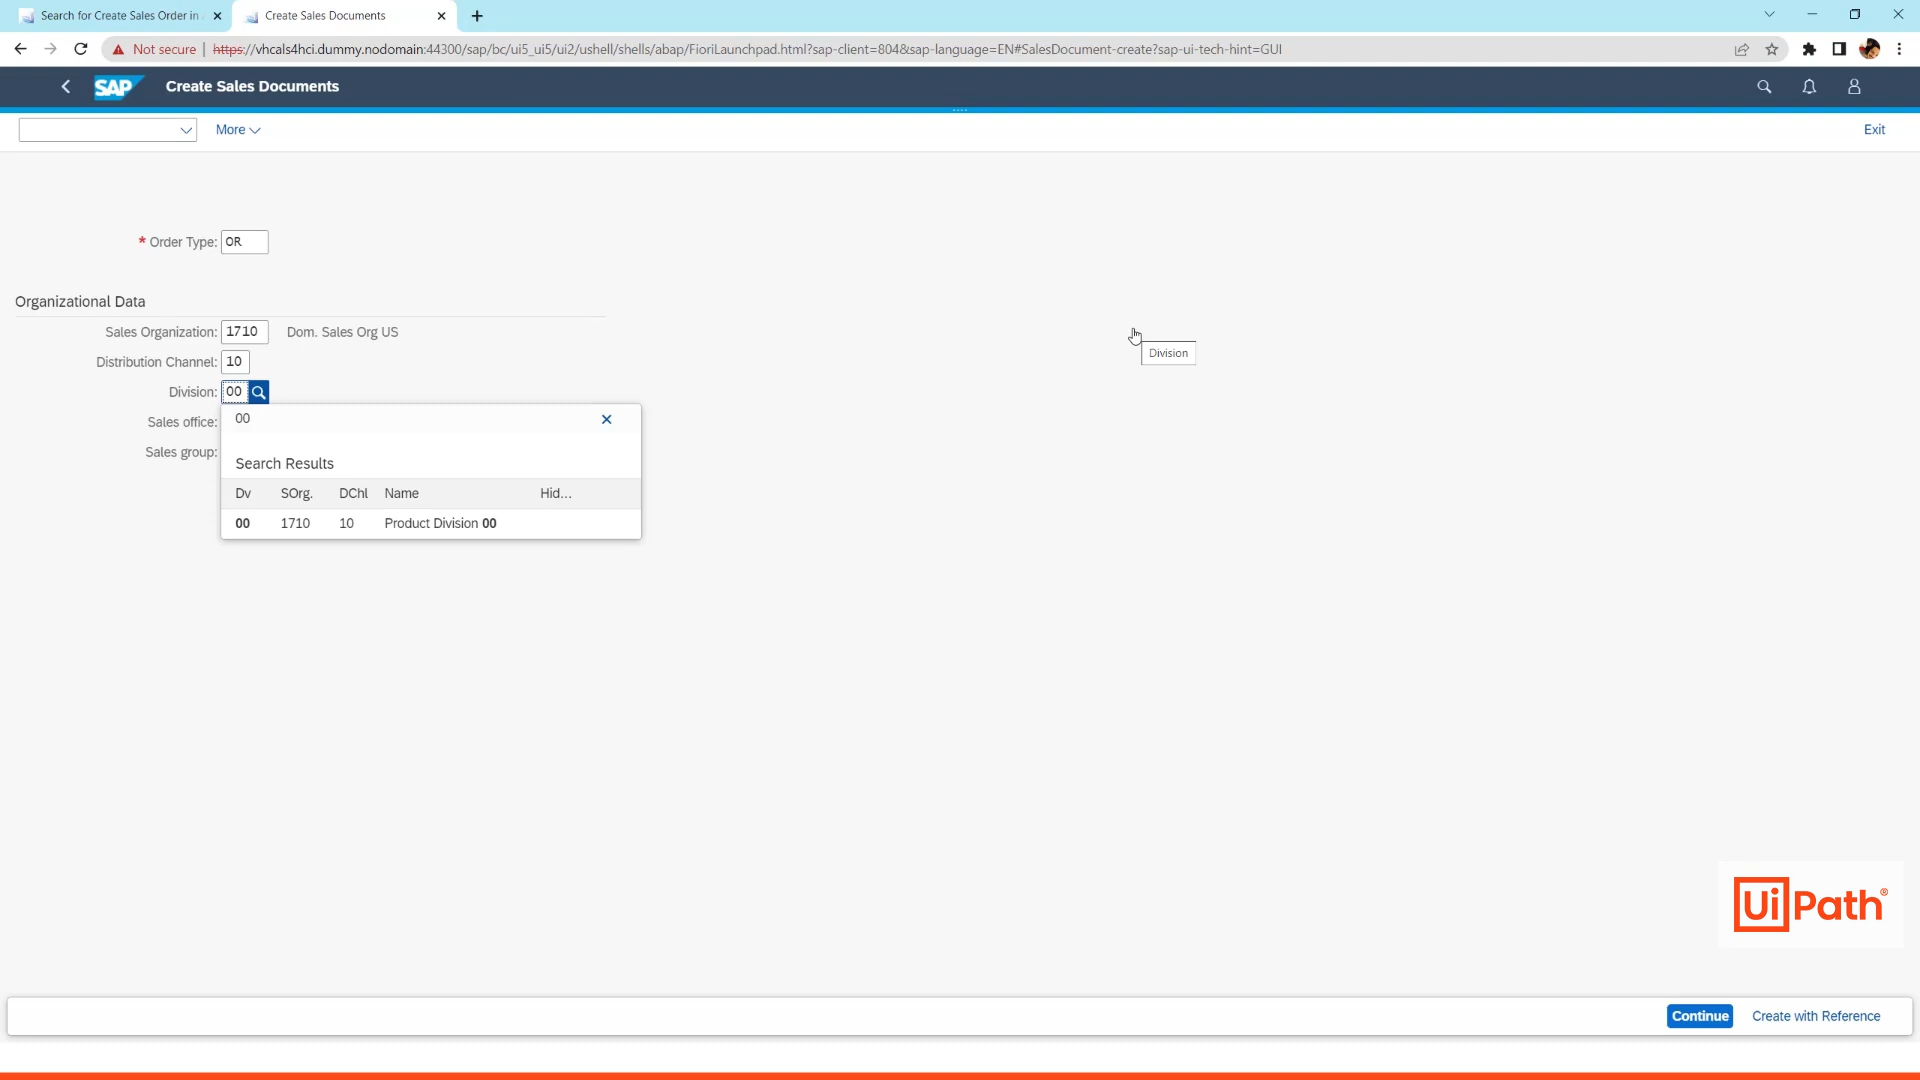 Search for Create Sales Order in
Create Sales Documents
Not secure | https://vhcals4hci.dummy.nodomain:44300/sap/bc/ui5_ui5/ui2/ushell/shells/abap/FioriLaunchpad.html?sap-client=804&sap-language=EN#SalesDocument-create?sap-ui-tech-hint=GUI
SAP Create Sales Documents
More
Exit
* Order Type: OR
Organizational Data
Sales Organization: 1710 Dom. Sales Org US
Distribution Channel: 10
Division
Division: 00
Sales office: 00
Sales group:
Search Results
Dv SOrg. DChl Name Hid...
00 1710 10 Product Division 00
UiPath®
Continue Create with Reference